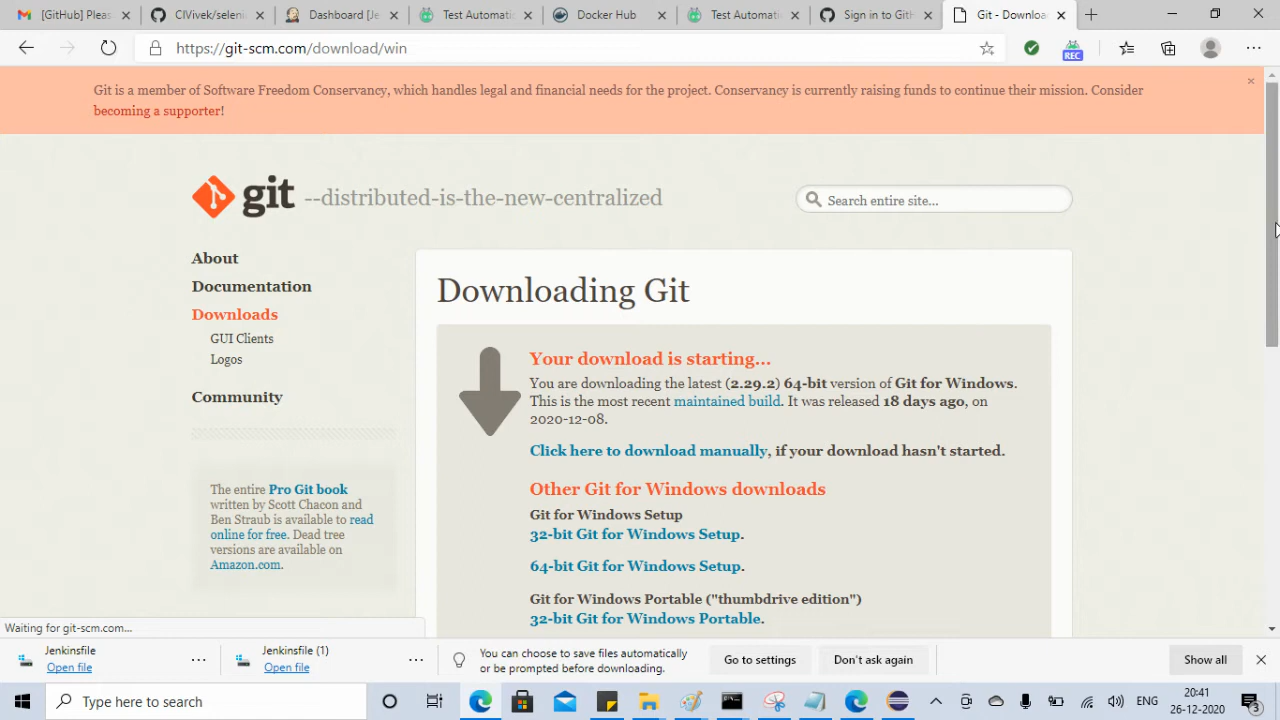 GitHub: Pass
CIVive/seleni
Dashboard [Je
Test Automatic
Docker Hub
Test Automatic
Sign in to GitH
Git - Downloa
https://git-scm.com/download/win
REC
Git is a member of Software Freedom Conservancy, which handles legal and financial needs for the project. Conservancy is currently raising funds to continue their mission. Consider
becoming a supporter!
git --distributed-is-the-new-centralized
Search entire site...
About
Documentation
Downloads
GUI Clients
Logos
Community
The entire Pro Git book
written by Scott Chacon and
Ben Straub is available to read
online for free. Dead tree
versions are available on
Amazon.com.
Downloading Git
Your download is starting...
You are downloading the latest (2.29.2) 64-bit version of Git for Windows.
This is the most recent maintained build. It was released 18 days ago, on
2020-12-08.
Click here to download manually, if your download hasn't started.
Other Git for Windows downloads
Git for Windows Setup
32-bit Git for Windows Setup.
64-bit Git for Windows Setup.
Git for Windows Portable ("thumbdrive edition")
32-bit Git for Windows Portable.
Waiting for git-scm.com...
Jenkinsfile
Open file
Jenkinsfile (1)
Open file
You can choose to save files automatically
or be prompted before downloading.
Go to settings
Don't ask again
Show all
Type here to search
ENG
20:41
26-12-2020
3